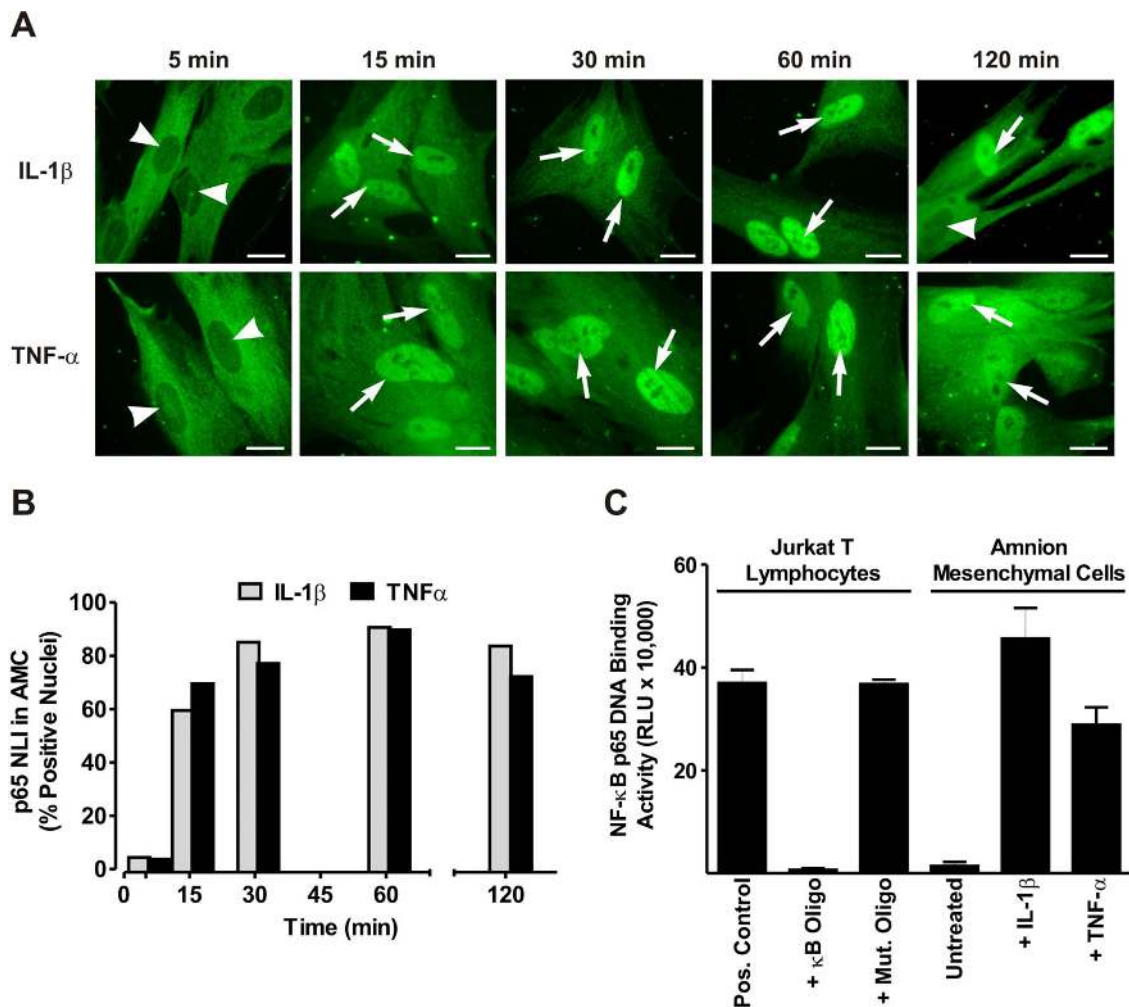 A
5 min
15 min
30 min
60 min
120 min
IL-1β
TNF-α
B
IL-1β
TNFα
p65 NLI in AMC
(% Positive Nuclei)
100
80
60
40
20
0
0
15
30
45
60
120
Time (min)
C
Jurkat T
Lymphocytes
Amnion
Mesenchymal Cells
NF-κB p65 DNA Binding
Activity (RLU x 10,000)
60
40
20
Pos. Control
+ κB Oligo
+ Mut. Oligo
Untreated
+ IL-1β
+ TNF-α